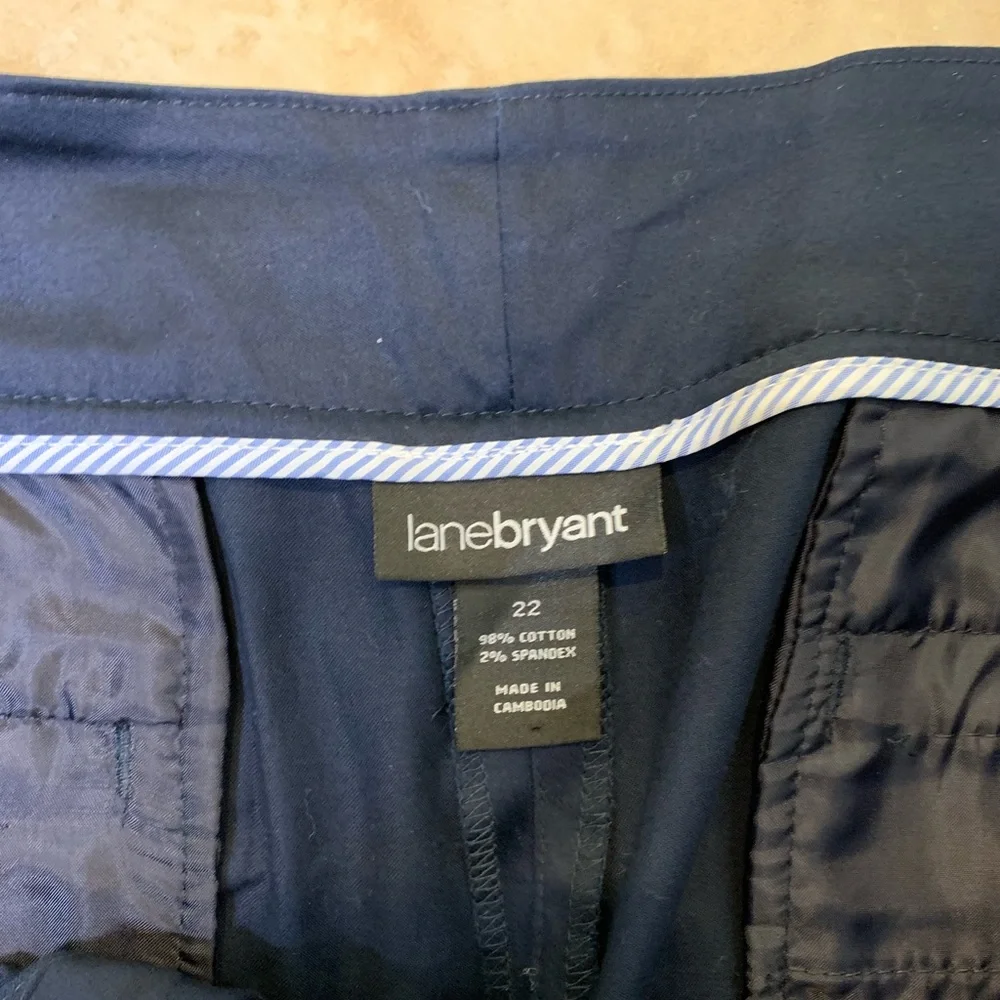 lanebryant
22
98% COTTON
2% SPANDEX
MADE IN
CAMBODIA